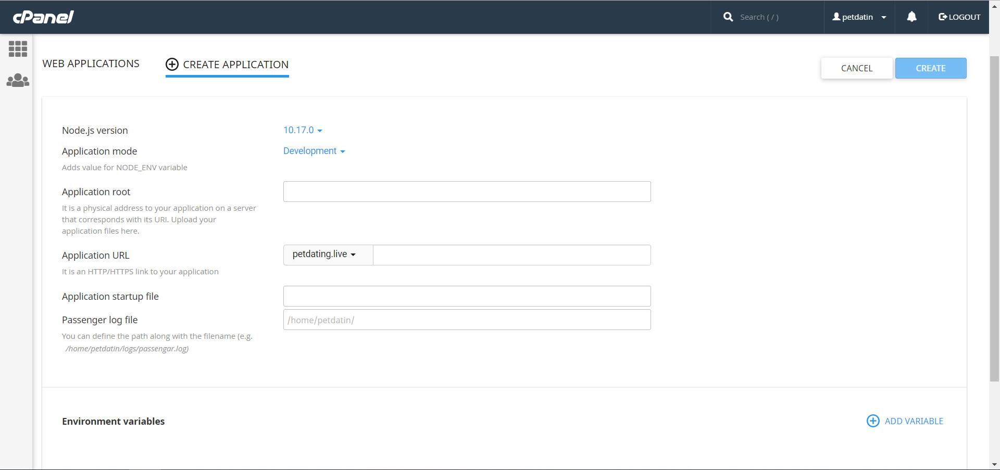 cPanel
Search ( / )
petdatin
LOGOUT
WEB APPLICATIONS
CREATE APPLICATION
CANCEL
CREATE
Node.js version
10.17.0
Application mode
Development
Adds value for NODE_ENV variable
Application root
It is a physical address to your application on a server
that corresponds with its URI. Upload your
application files here.
Application URL
petdating.live
It is an HTTP/HTTPS link to your application
Application startup file
Passenger log file
/home/petdatin/
You can define the path along with the filename (e.g.
/home/petdatin/logs/passengar.log)
Environment variables
ADD VARIABLE